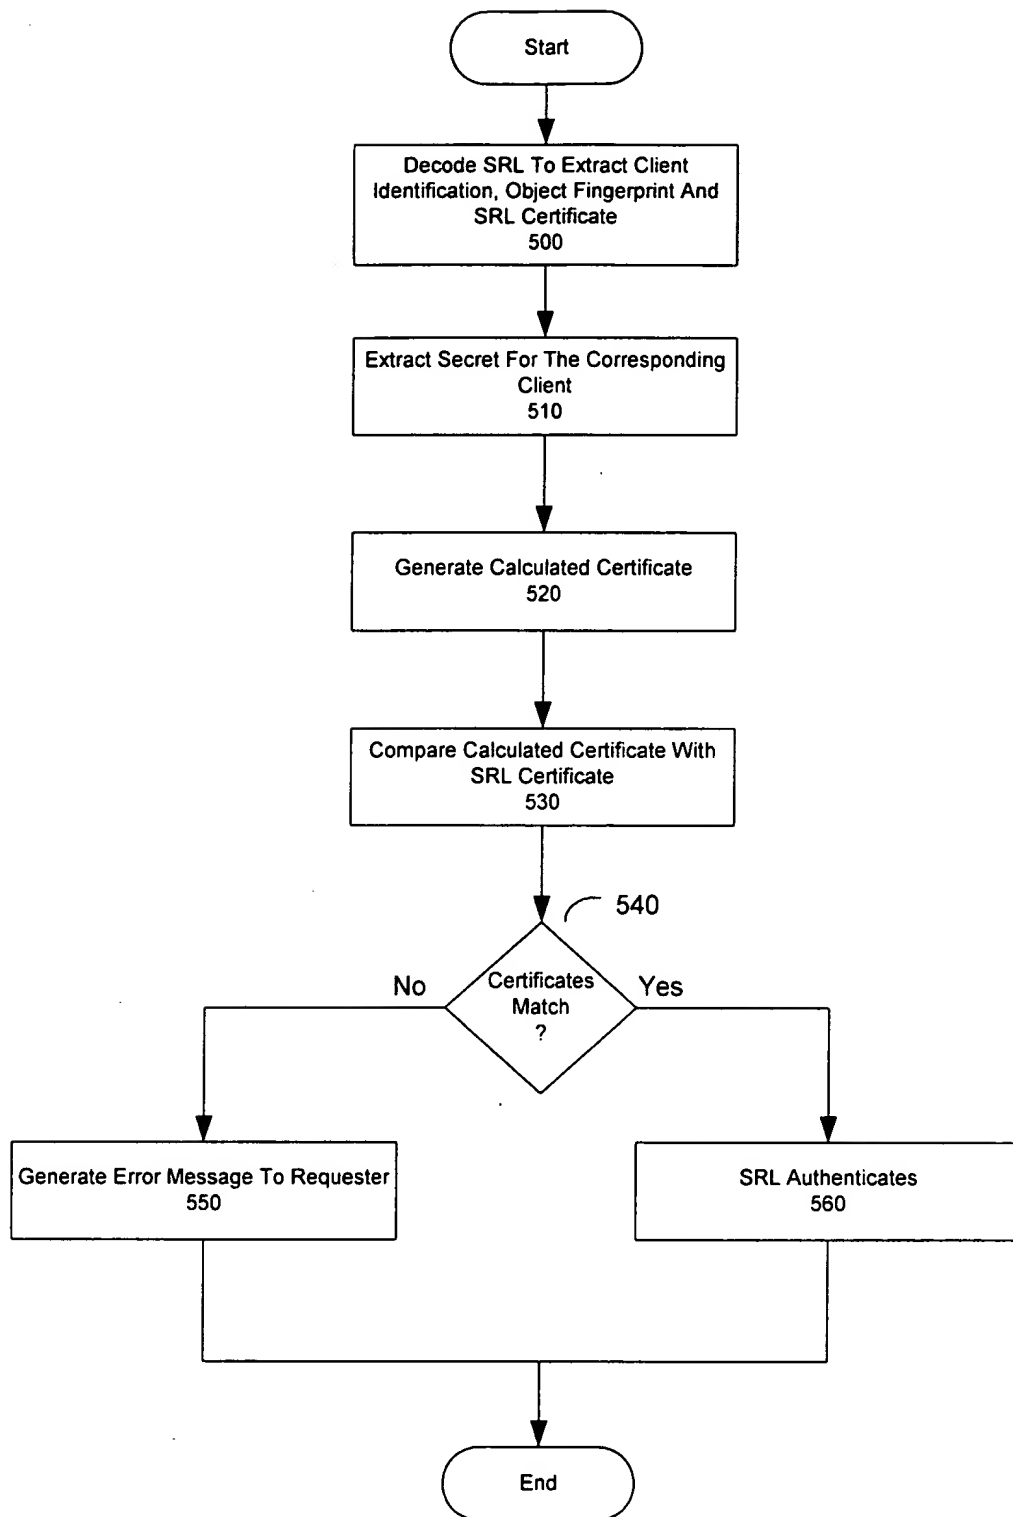 Start
Decode SRL To Extract Client
Identification, Object Fingerprint And
SRL Certificate
500
Extract Secret For The Corresponding
Client
510
Generate Calculated Certificate
520
Compare Calculated Certificate With
SRL Certificate
530
540
No
Certificates
Match
?
Yes
Generate Error Message To Requester
550
SRL Authenticates
560
End